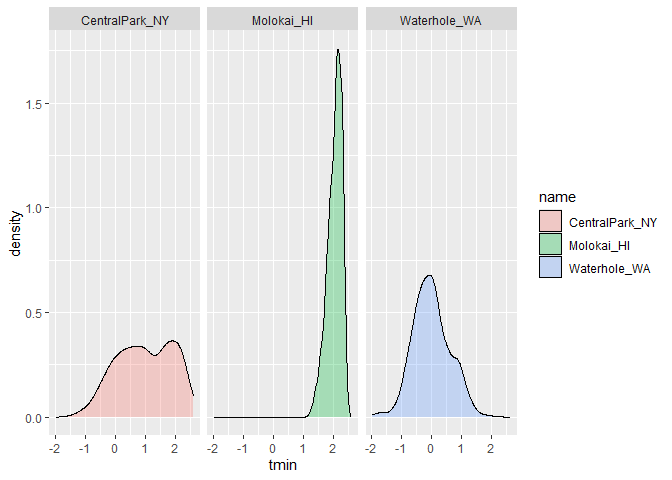 CentralPark_NY Molokai_HI Waterhole_WA
1.5
1.0
0.5
0.0
density
-2 -1 0 1 2 -2 -1 0 1 2 -2 -1 0 1 2
tmin
name
CentralPark_NY
Molokai_HI
Waterhole_WA